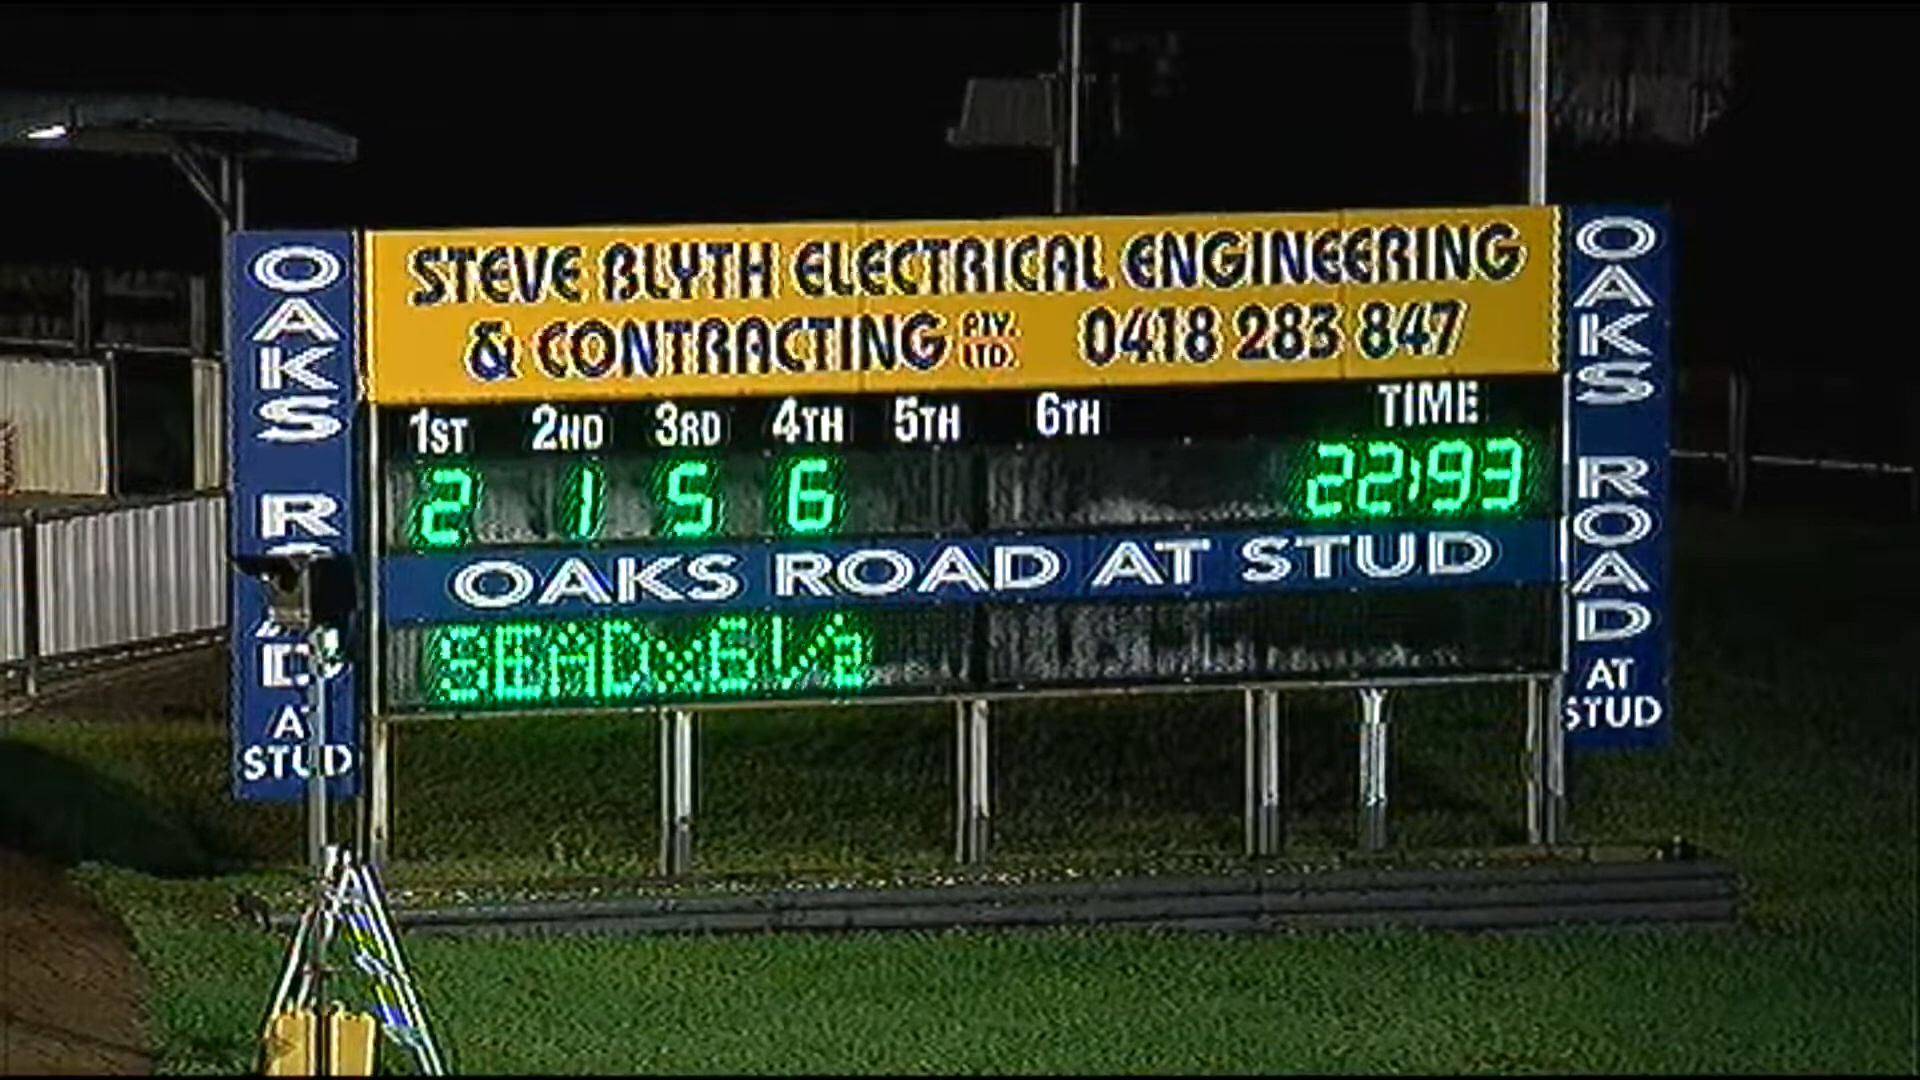 STEVE BLYTH ELECTRICAL ENGINEERING
& CONTRACTING PTY. LTD. 0418 283 847
1ST 2ND 3RD 4TH 5TH 6TH TIME
2 1 5 6 22:93
OAKS ROAD AT STUD
OAKS ROAD AT STUD
OAKS ROAD AT STUD